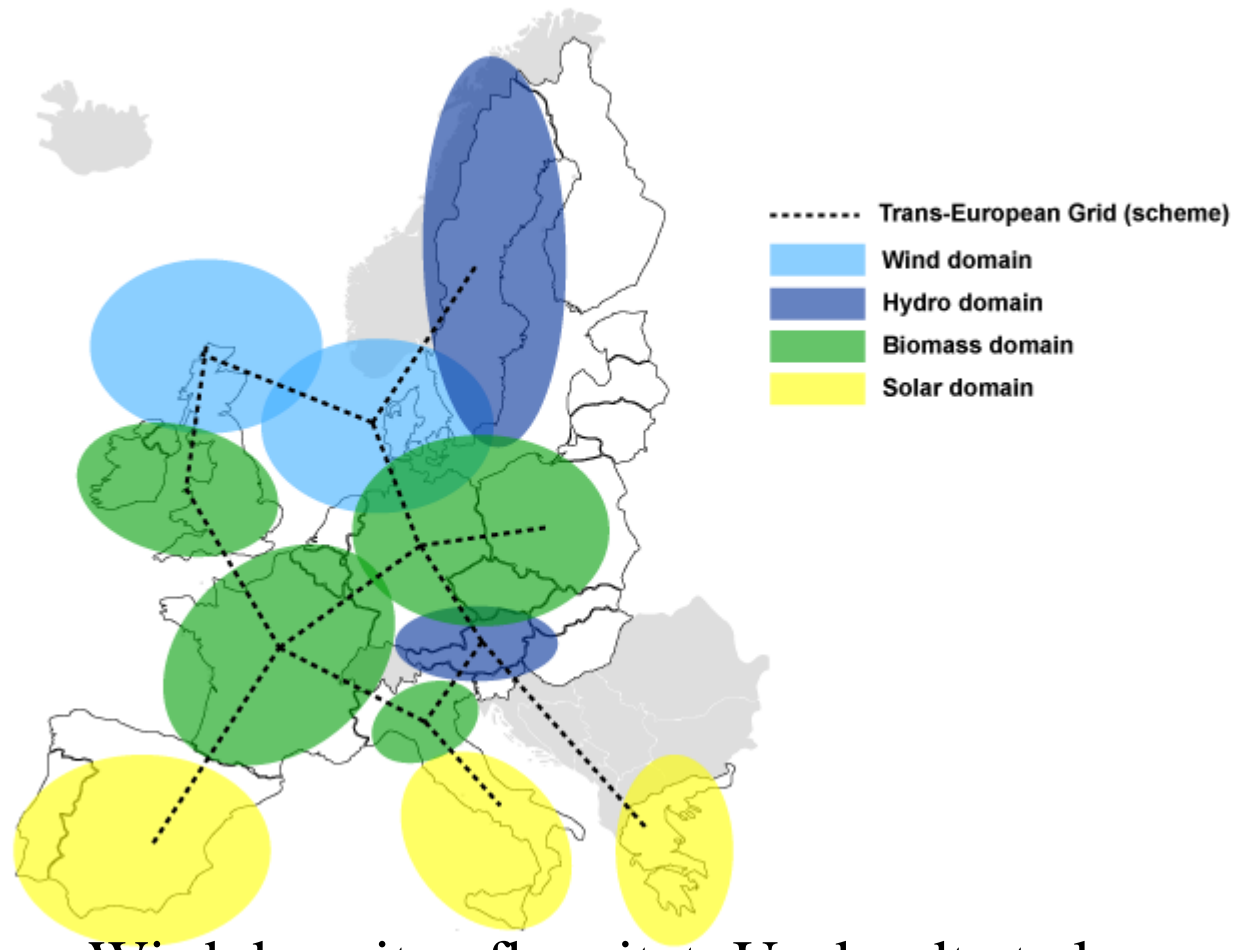 Trans-European Grid (scheme)
Wind domain
Hydro domain
Biomass domain
Solar domain